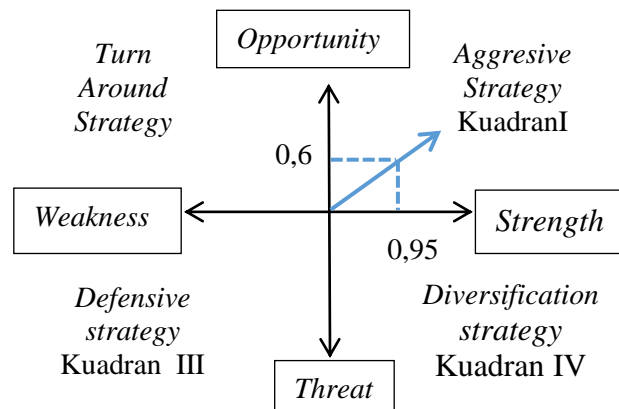 Opportunity
Turn
Around
Strategy
Aggresive
Strategy
KuadranI
0,6
Weakness
Strength
0,95
Defensive
strategy
Kuadran III
Diversification
strategy
Kuadran IV
Threat